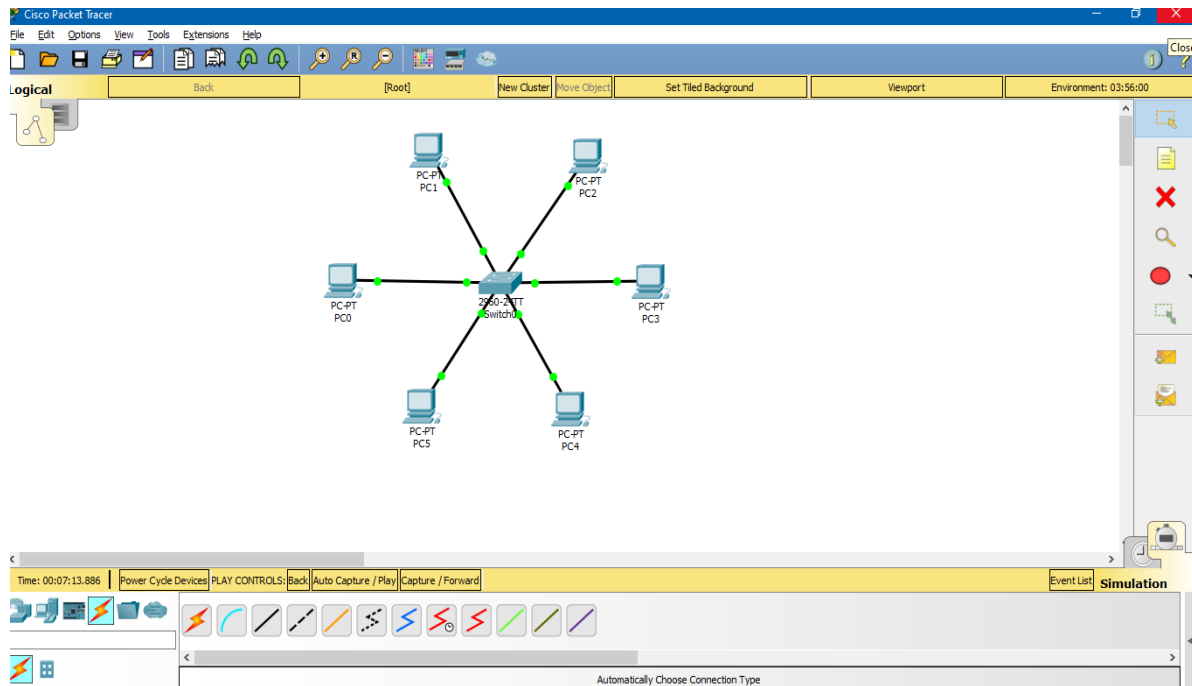 Cisco Packet Tracer
File Edit Options View Tools Extensions Help
Close
Logical Back [Root] New Cluster Move Object Set Tiled Background Viewport Environment: 03:56:00
PC-PT
PC1
PC-PT
PC2
PC-PT
PC0
2960-24TT
Switch0
PC-PT
PC3
PC-PT
PC5
PC-PT
PC4
Time: 00:07:13.886 Power Cycle Devices PLAY CONTROLS: Back Auto Capture / Play Capture / Forward Event List Simulation
Automatically Choose Connection Type